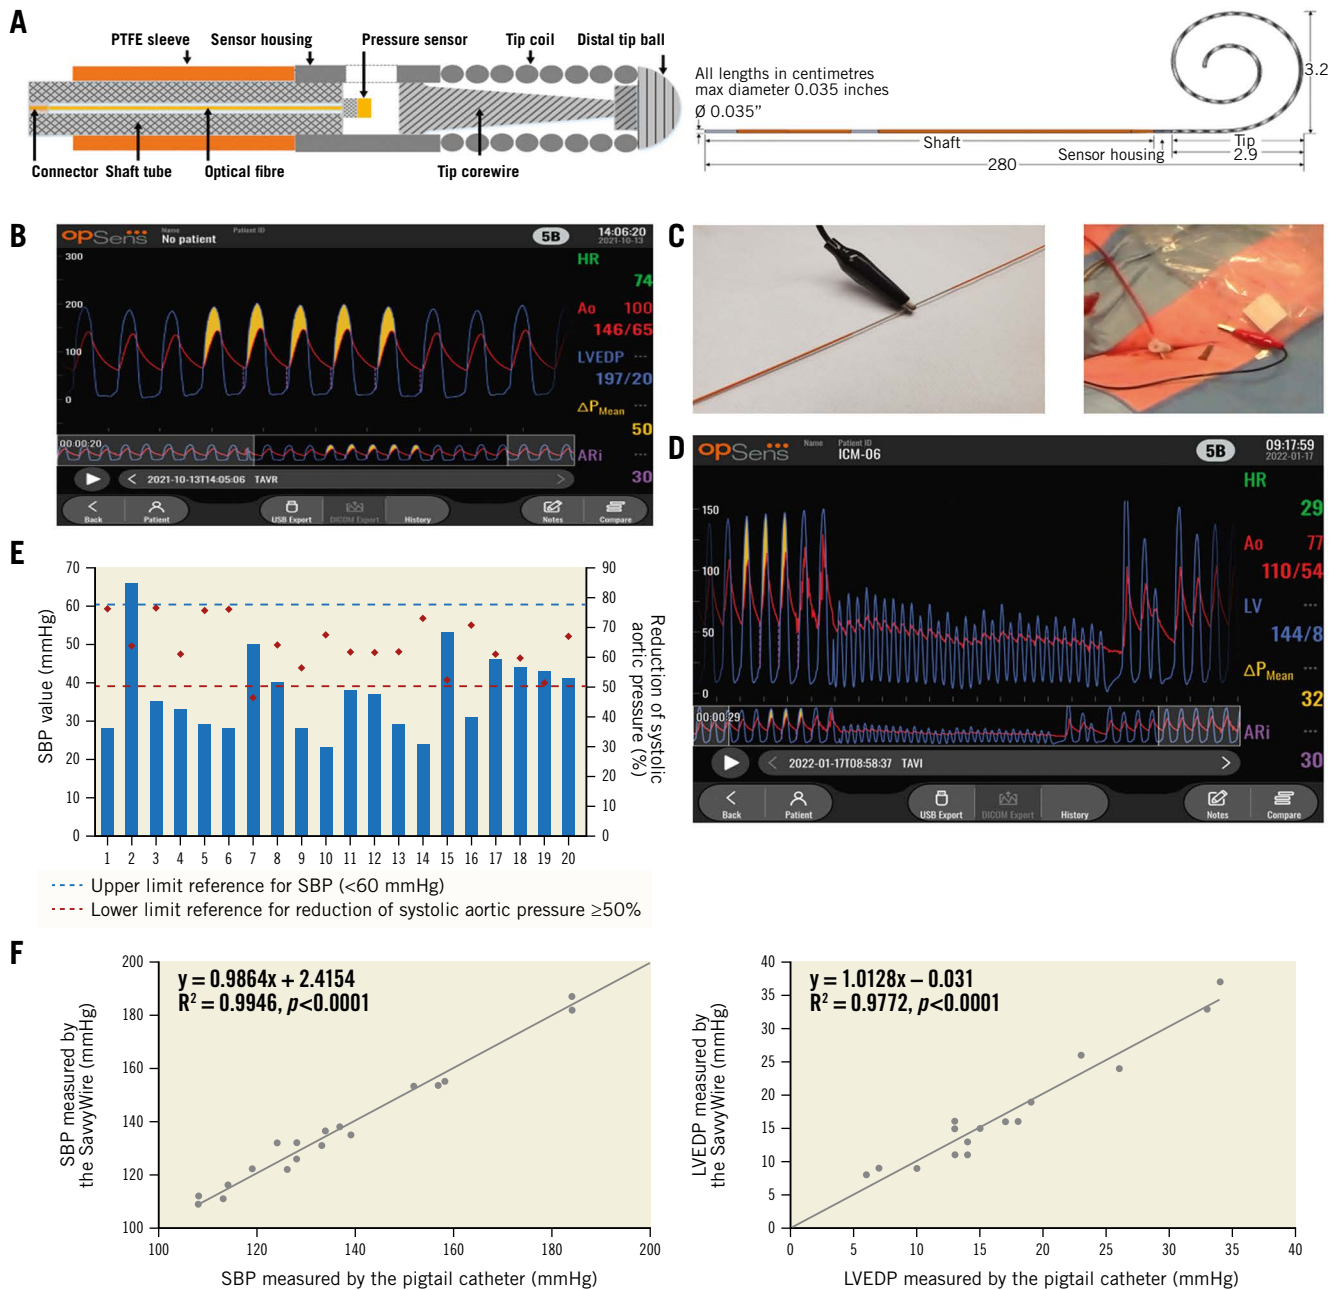 A
PTFE sleeve Sensor housing Pressure sensor Tip coil Distal tip ball
Connector Shaft tube Optical fibre Tip corewire
All lengths in centimetres
max diameter 0.035 inches
Ø 0.035”
3.2
Shaft
Tip
Sensor housing
2.9
280
B
opSens
Name
No patient
Patient ID
5B
14:06:20
2021-10-13
300
200
100
0
HR
74
Ao 100
146/65
LVEDP ---
197/20
ΔPMean ---
50
ARi ---
30
00:00:20
2021-10-13T14:05:06 TAVR
Back
Patient
USB Export
DICOM Export
History
Notes
Compare
C
D
opSens
Name
Patient ID
ICM-06
5B
09:17:59
2022-01-17
150
100
50
0
HR
29
Ao 77
110/54
LV ---
144/8
ΔPMean ---
32
ARi ---
30
00:00:29
2022-01-17T08:58:37 TAVI
Back
Patient
USB Export
DICOM Export
History
Notes
Compare
E
SBP value (mmHg)
70
60
50
40
30
20
10
0
90
80
70
60
50
40
30
20
10
0
Reduction of systolic
aortic pressure (%)
1 2 3 4 5 6 7 8 9 10 11 12 13 14 15 16 17 18 19 20
Upper limit reference for SBP (<60 mmHg)
Lower limit reference for reduction of systolic aortic pressure ≥50%
F
SBP measured by
the SavvyWire (mmHg)
200
180
160
140
120
100
y = 0.9864x + 2.4154
R² = 0.9946, p<0.0001
100 120 140 160 180 200
SBP measured by the pigtail catheter (mmHg)
LVEDP measured by
the SavvyWire (mmHg)
40
35
30
25
20
15
10
5
0
y = 1.0128x – 0.031
R² = 0.9772, p<0.0001
0 5 10 15 20 25 30 35 40
LVEDP measured by the pigtail catheter (mmHg)